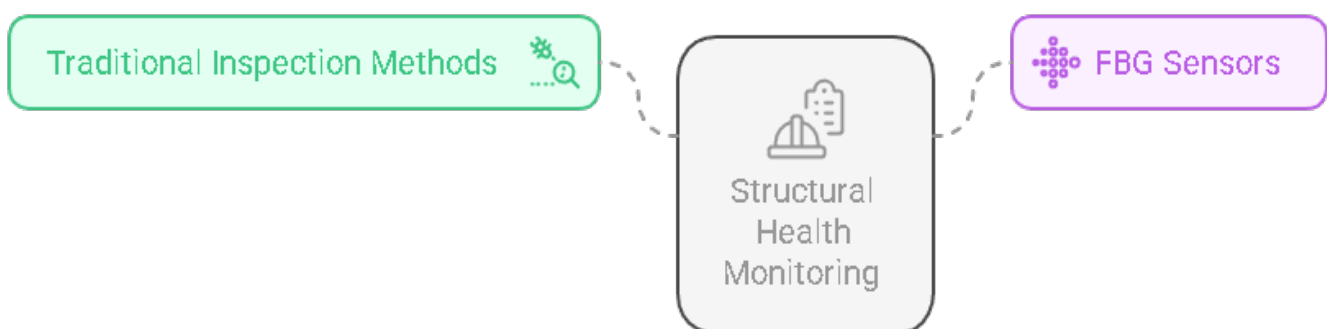 Traditional Inspection Methods
FBG Sensors
Structural
Health
Monitoring